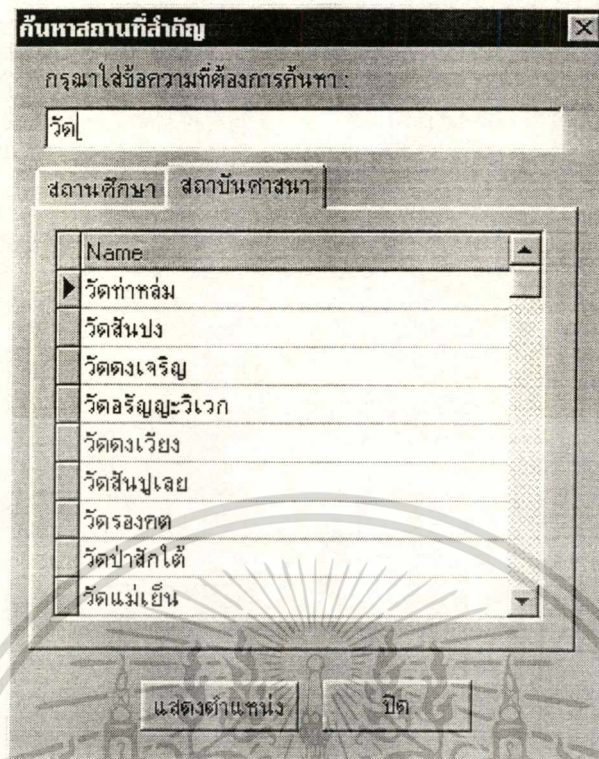 ค้นหาสถานที่สำคัญ
กรุณาใส่ข้อความที่ต้องการค้นหา :
วัด
สถานศึกษา สถาบันศาสนา
Name
วัดท่าหล่ม
วัดสันปง
วัดดงเจริญ
วัดอรัญญะวิเวก
วัดดงเวียง
วัดสันปูเลย
วัดรองคต
วัดป่าสักใต้
วัดแม่เย็น
แสดงตำแหน่ง ปิด